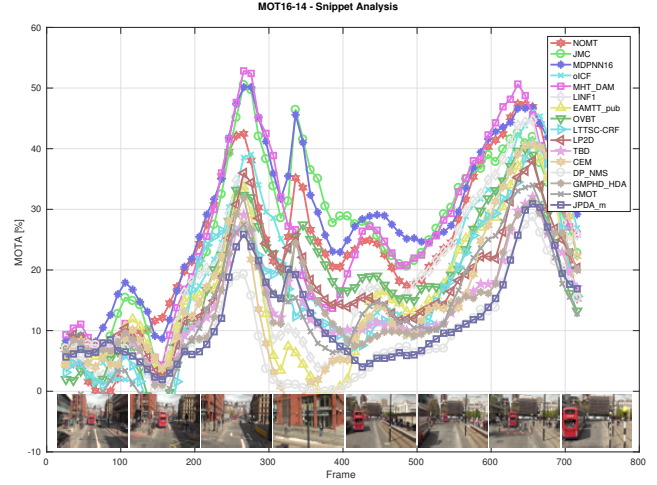 MOT16-14 - Snippet Analysis
60
50
40
30
20
10
0
-10
MOTA [%]
0 100 200 300 400 500 600 700 800
Frame
NOMT
JMC
MDPNN16
oICF
MHT_DAM
LINF1
EAMTT_pub
OVBT
LTTSC-CRF
LP2D
TBD
CEM
DP_NMS
GMPHD_HDA
SMOT
JPDA_m